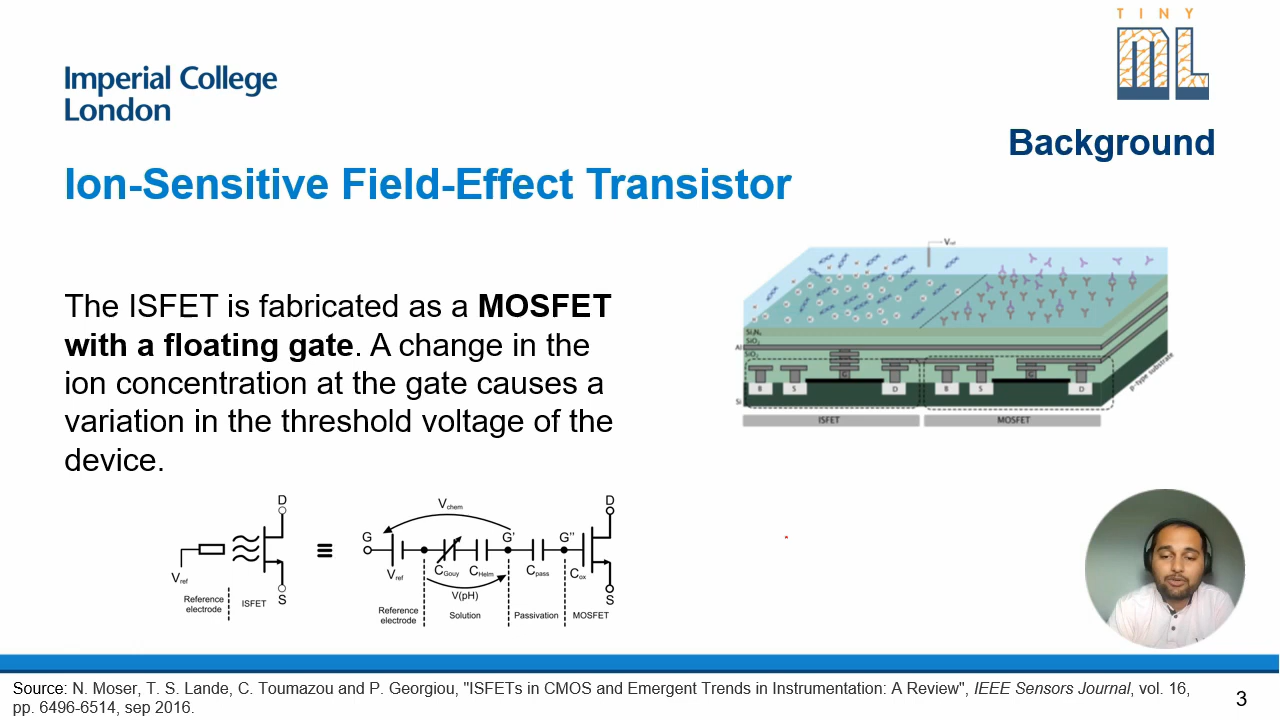 TINY
ML
Imperial College
London
Background
Ion-Sensitive Field-Effect Transistor
The ISFET is fabricated as a MOSFET
with a floating gate. A change in the
ion concentration at the gate causes a
variation in the threshold voltage of the
device.
Vref
Si₃N₄
SiO₂
Al
SiO₂
G
G
B
S
D
B
S
D
Si
p-type substrate
ISFET
MOSFET
D
Vref
S
Reference
electrode
ISFET
≡
Vchem
D
G
G'
G''
Vref
CGouy
CHelm
Cpass
Cox
V(pH)
S
Reference
electrode
Solution
Passivation
MOSFET
Source: N. Moser, T. S. Lande, C. Toumazou and P. Georgiou, "ISFETs in CMOS and Emergent Trends in Instrumentation: A Review", IEEE Sensors Journal, vol. 16,
pp. 6496-6514, sep 2016.
3